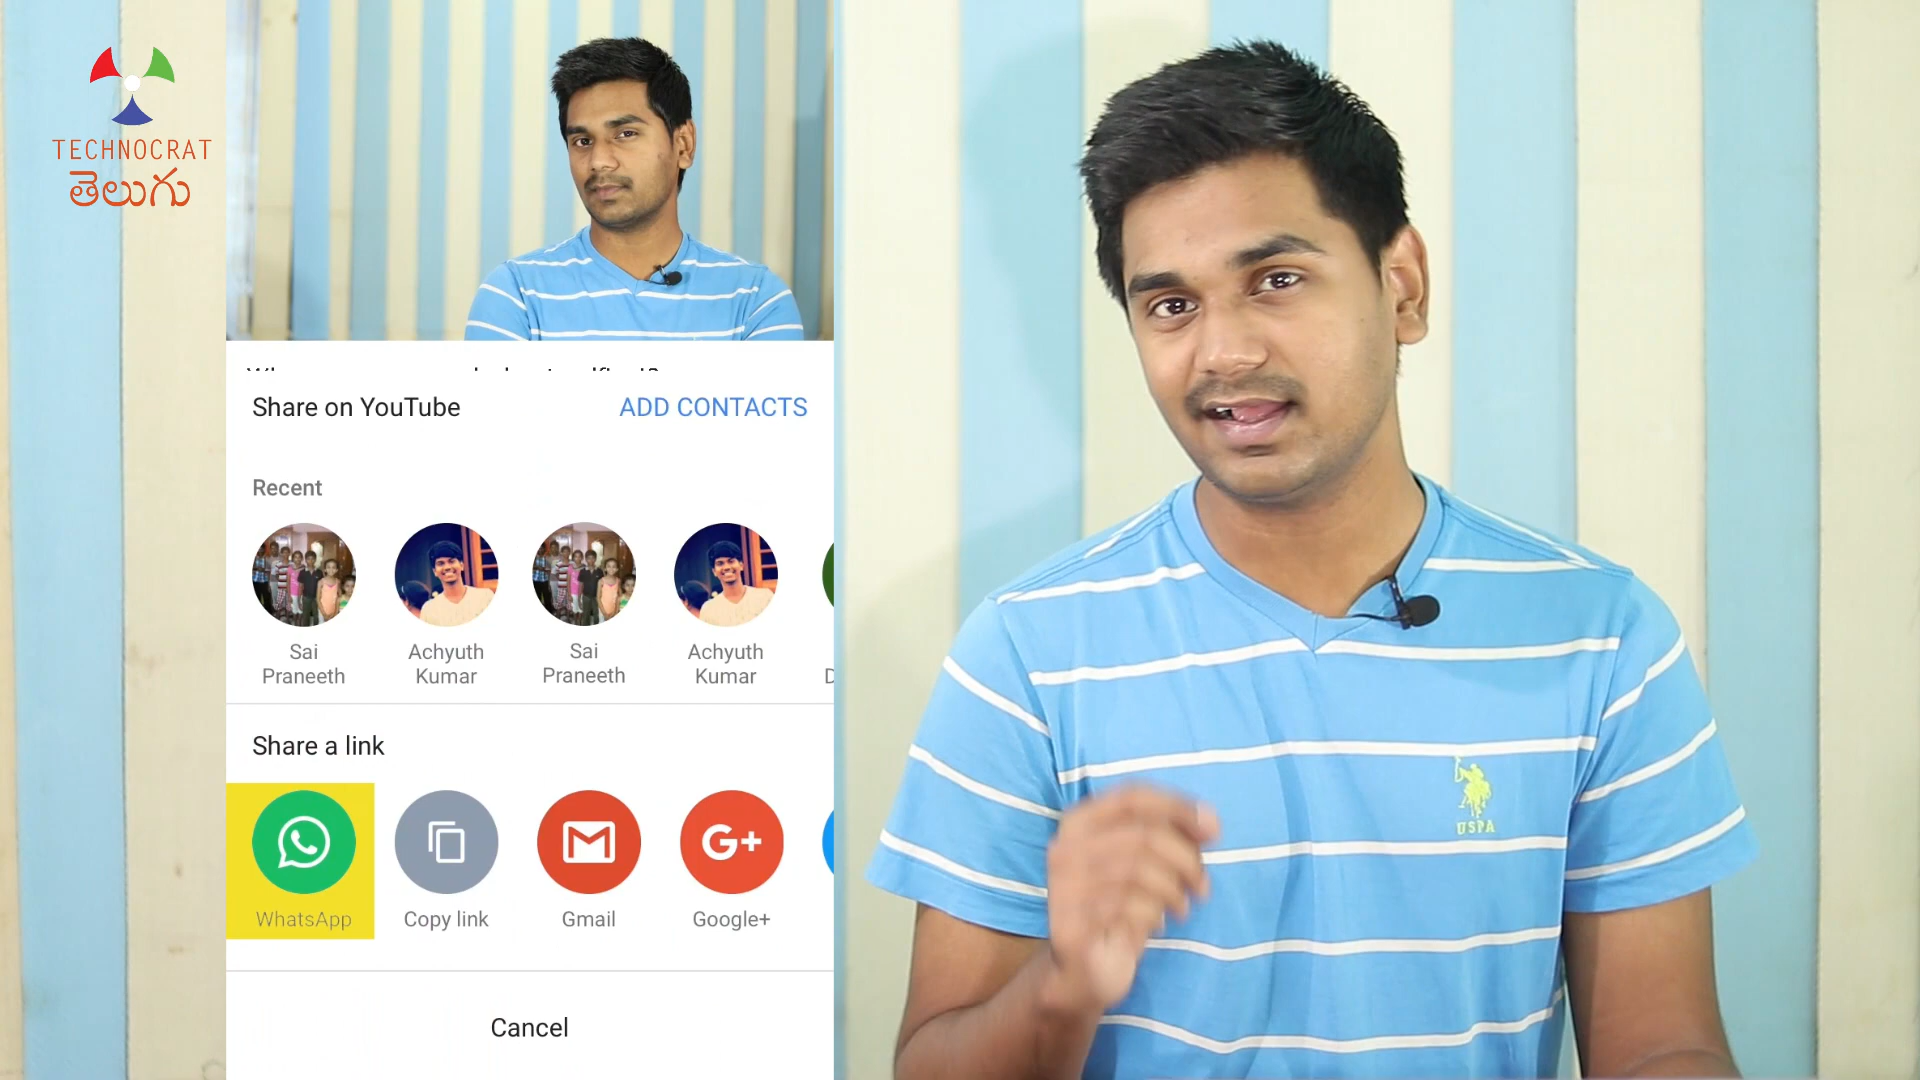 TECHNOCRAT
తెలుగు
Share on YouTube
ADD CONTACTS
Recent
Sai
Praneeth
Achyuth
Kumar
Sai
Praneeth
Achyuth
Kumar
Share a link
WhatsApp
Copy link
Gmail
G+
Google+
Cancel
USPA